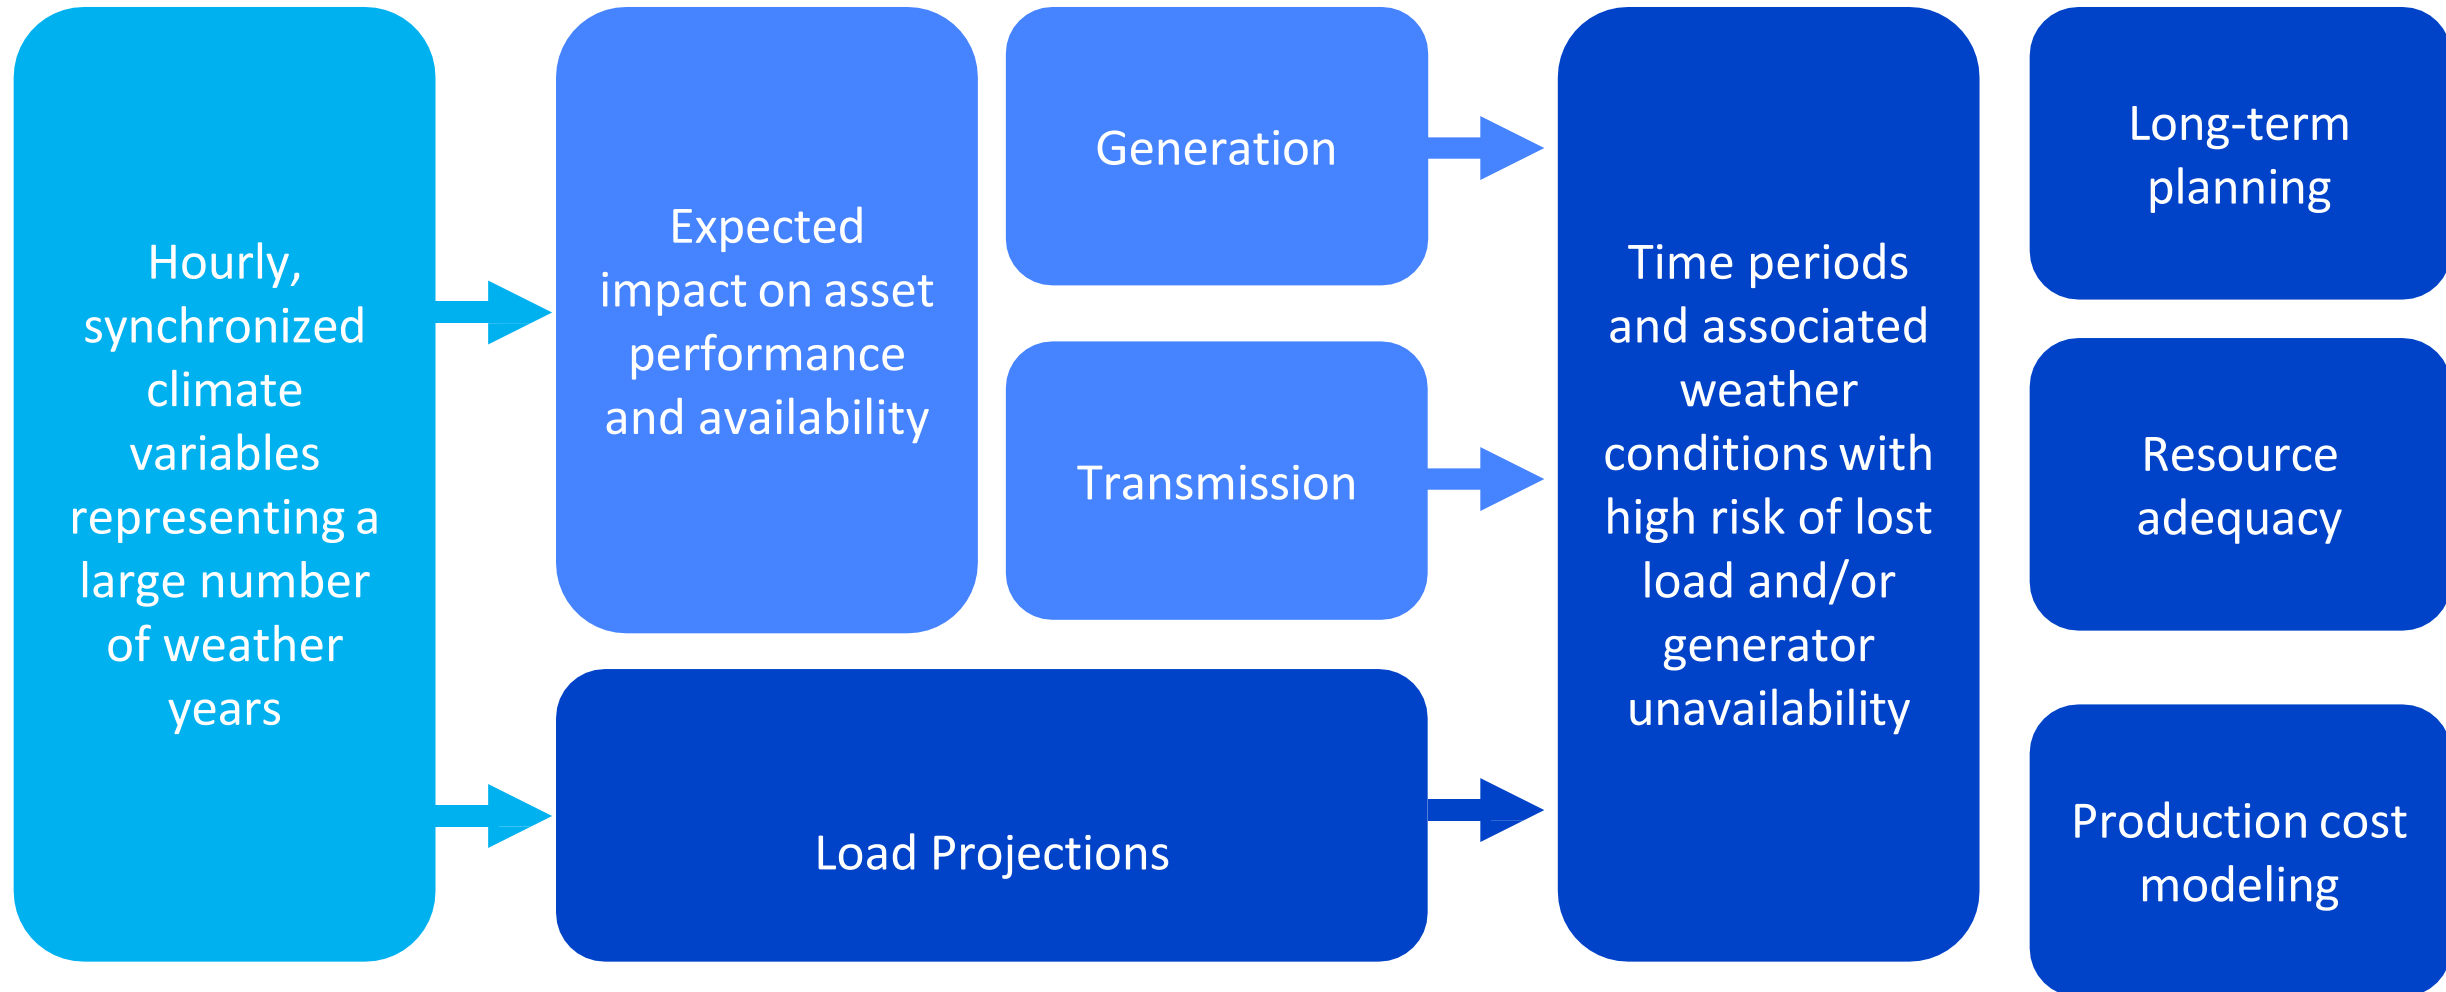 Hourly,
synchronized
climate
variables
representing a
large number
of weather
years
Expected
impact on asset
performance
and availability
Generation
Transmission
Load Projections
Time periods
and associated
weather
conditions with
high risk of lost
load and/or
generator
unavailability
Long-term
planning
Resource
adequacy
Production cost
modeling